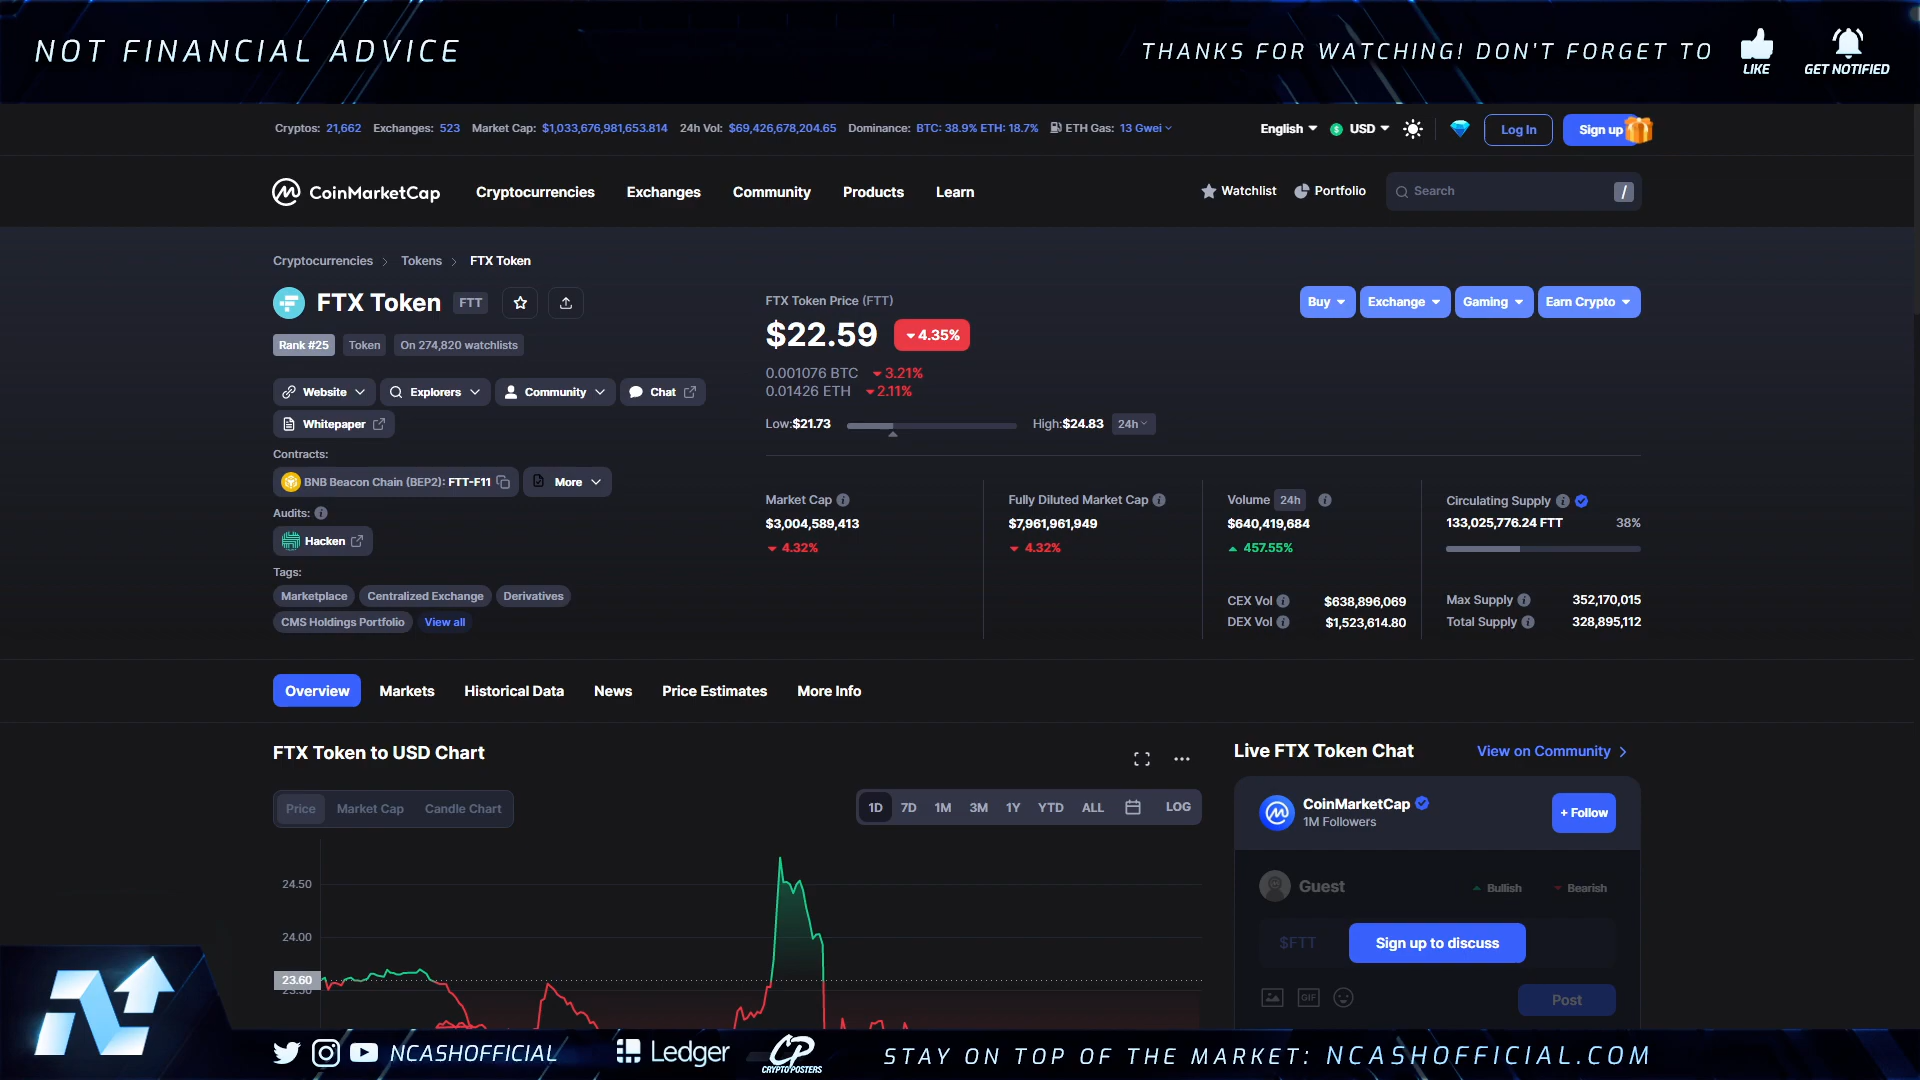 NOT FINANCIAL ADVICE
THANKS FOR WATCHING! DON'T FORGET TO
LIKE
GET NOTIFIED
Cryptos: 21,662 Exchanges: 523 Market Cap: $1,033,676,981,653.814 24h Vol: $69,426,678,204.65 Dominance: BTC: 38.9% ETH: 18.7% ETH Gas: 13 Gwei
English USD Log In Sign up
CoinMarketCap Cryptocurrencies Exchanges Community Products Learn
Watchlist Portfolio Search /
Cryptocurrencies > Tokens > FTX Token
FTX Token FTT
Rank #25 Token On 274,820 watchlists
Website Explorers Community Chat
Whitepaper
Contracts:
BNB Beacon Chain (BEP2): FTT-F11 More
Audits:
Hacken
Tags:
Marketplace Centralized Exchange Derivatives
CMS Holdings Portfolio View all
FTX Token Price (FTT)
$22.59 4.35%
0.001076 BTC 3.21%
0.01426 ETH 2.11%
Low:$21.73 High:$24.83 24h
Buy Exchange Gaming Earn Crypto
Market Cap
$3,004,589,413
4.32%
Fully Diluted Market Cap
$7,961,961,949
4.32%
Volume 24h
$640,419,684
457.55%
CEX Vol $638,896,069
DEX Vol $1,523,614.80
Circulating Supply
133,025,776.24 FTT 38%
Max Supply 352,170,015
Total Supply 328,895,112
Overview Markets Historical Data News Price Estimates More Info
FTX Token to USD Chart
Price Market Cap Candle Chart
1D 7D 1M 3M 1Y YTD ALL LOG
24.50
24.00
23.60
23.50
Live FTX Token Chat View on Community >
CoinMarketCap
1M Followers
+ Follow
Guest Bullish Bearish
$FTT Sign up to discuss
GIF Post
NCASHOFFICIAL
Ledger
CP
CRYPTOPOSTERS
STAY ON TOP OF THE MARKET: NCASHOFFICIAL.COM